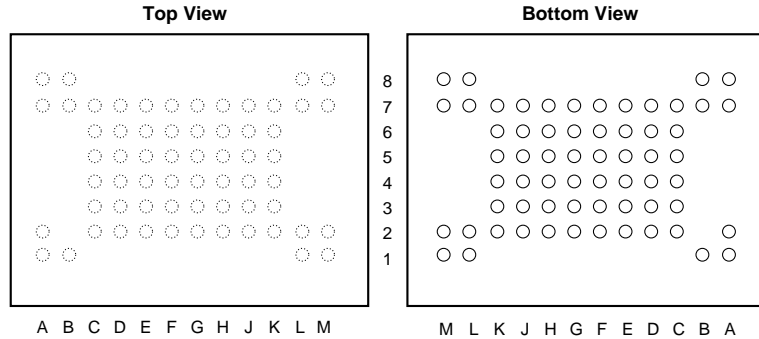 Top View
Bottom View
8
7
6
5
4
3
2
1
A B C D E F G H J K L M
M L K J H G F E D C B A